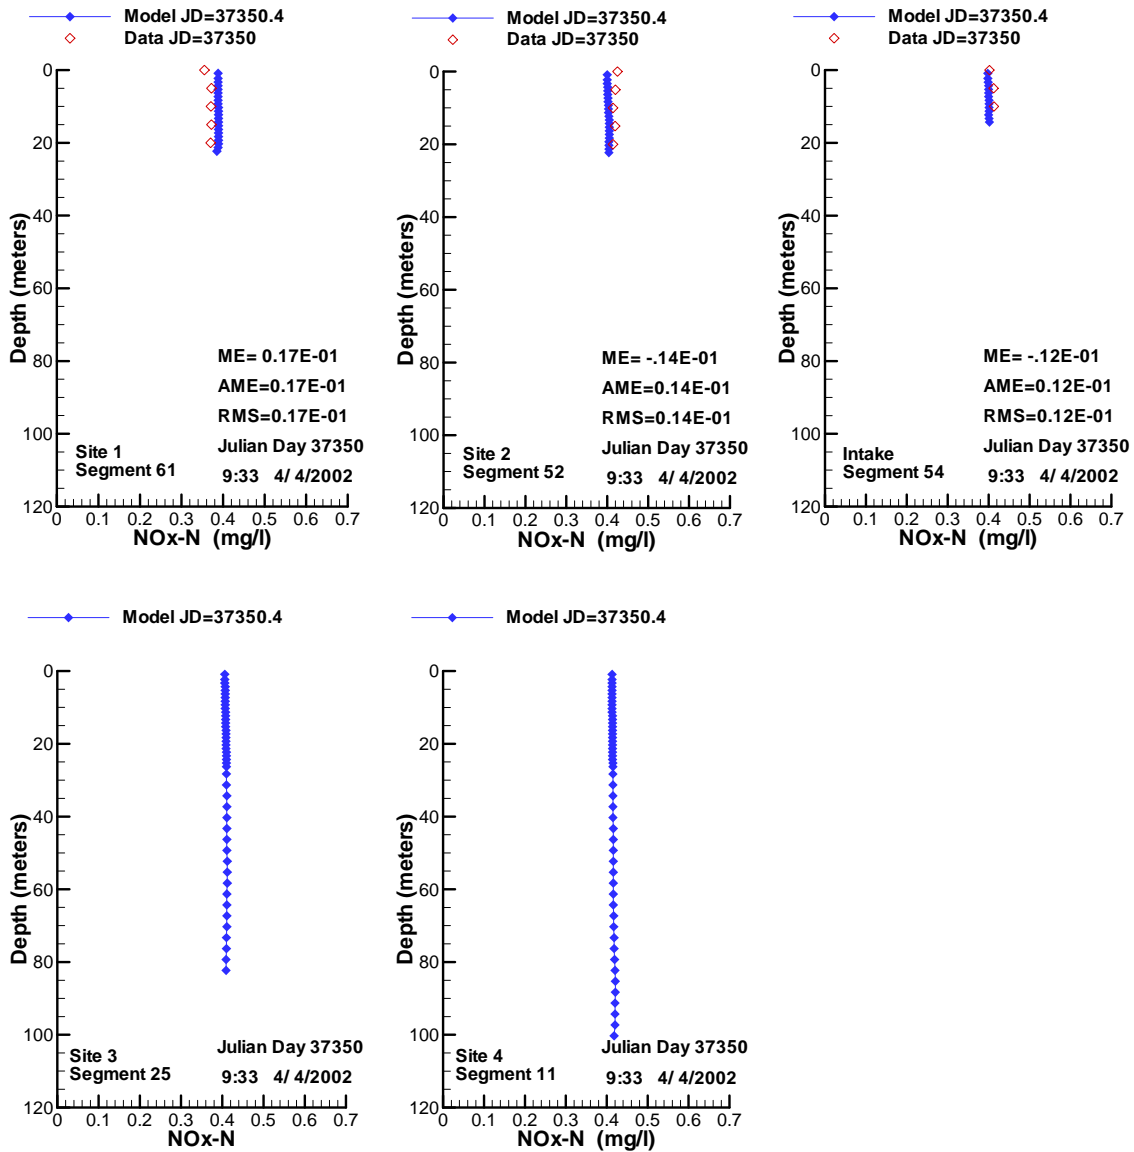 Model JD=37350.4
Data JD=37350
0
20
40
60
80
100
120
Depth (meters)
ME= 0.17E-01
AME=0.17E-01
RMS=0.17E-01
Julian Day 37350
9:33 4/ 4/2002
Site 1
Segment 61
0 0.1 0.2 0.3 0.4 0.5 0.6 0.7
NOx-N (mg/l)
Model JD=37350.4
Data JD=37350
0
20
40
60
80
100
120
Depth (meters)
ME= -.14E-01
AME=0.14E-01
RMS=0.14E-01
Julian Day 37350
9:33 4/ 4/2002
Site 2
Segment 52
0 0.1 0.2 0.3 0.4 0.5 0.6 0.7
NOx-N (mg/l)
Model JD=37350.4
Data JD=37350
0
20
40
60
80
100
120
Depth (meters)
ME= -.12E-01
AME=0.12E-01
RMS=0.12E-01
Julian Day 37350
9:33 4/ 4/2002
Intake
Segment 54
0 0.1 0.2 0.3 0.4 0.5 0.6 0.7
NOx-N (mg/l)
Model JD=37350.4
0
20
40
60
80
100
120
Depth (meters)
Julian Day 37350
9:33 4/ 4/2002
Site 3
Segment 25
0 0.1 0.2 0.3 0.4 0.5 0.6 0.7
NOx-N
Model JD=37350.4
0
20
40
60
80
100
120
Depth (meters)
Julian Day 37350
9:33 4/ 4/2002
Site 4
Segment 11
0 0.1 0.2 0.3 0.4 0.5 0.6 0.7
NOx-N (mg/l)